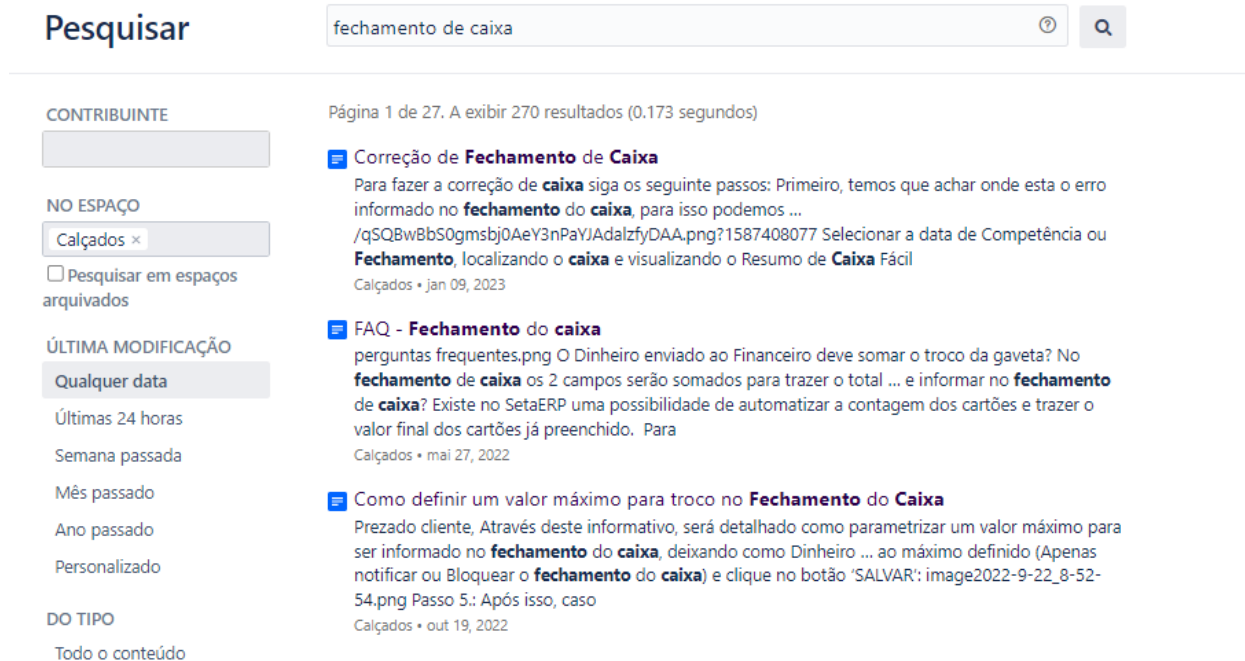 Pesquisar
fechamento de caixa
CONTRIBUINTE
NO ESPAÇO
Calçados ×
Pesquisar em espaços
arquivados
ÚLTIMA MODIFICAÇÃO
Qualquer data
Últimas 24 horas
Semana passada
Mês passado
Ano passado
Personalizado
DO TIPO
Todo o conteúdo
Página 1 de 27. A exibir 270 resultados (0.173 segundos)
Correção de Fechamento de Caixa
Para fazer a correção de caixa siga os seguinte passos: Primeiro, temos que achar onde esta o erro
informado no fechamento do caixa, para isso podemos ...
/qSQBwBbS0gmsbj0AeY3nPaYJAdalzfyDAA.png?1587408077 Selecionar a data de Competência ou
Fechamento, localizando o caixa e visualizando o Resumo de Caixa Fácil
Calçados • jan 09, 2023
FAQ - Fechamento do caixa
perguntas frequentes.png O Dinheiro enviado ao Financeiro deve somar o troco da gaveta? No
fechamento de caixa os 2 campos serão somados para trazer o total ... e informar no fechamento
de caixa? Existe no SetaERP uma possibilidade de automatizar a contagem dos cartões e trazer o
valor final dos cartões já preenchido. Para
Calçados • mai 27, 2022
Como definir um valor máximo para troco no Fechamento do Caixa
Prezado cliente, Através deste informativo, será detalhado como parametrizar um valor máximo para
ser informado no fechamento do caixa, deixando como Dinheiro ... ao máximo definido (Apenas
notificar ou Bloquear o fechamento do caixa) e clique no botão ‘SALVAR’: image2022-9-22_8-52-
54.png Passo 5.: Após isso, caso
Calçados • out 19, 2022